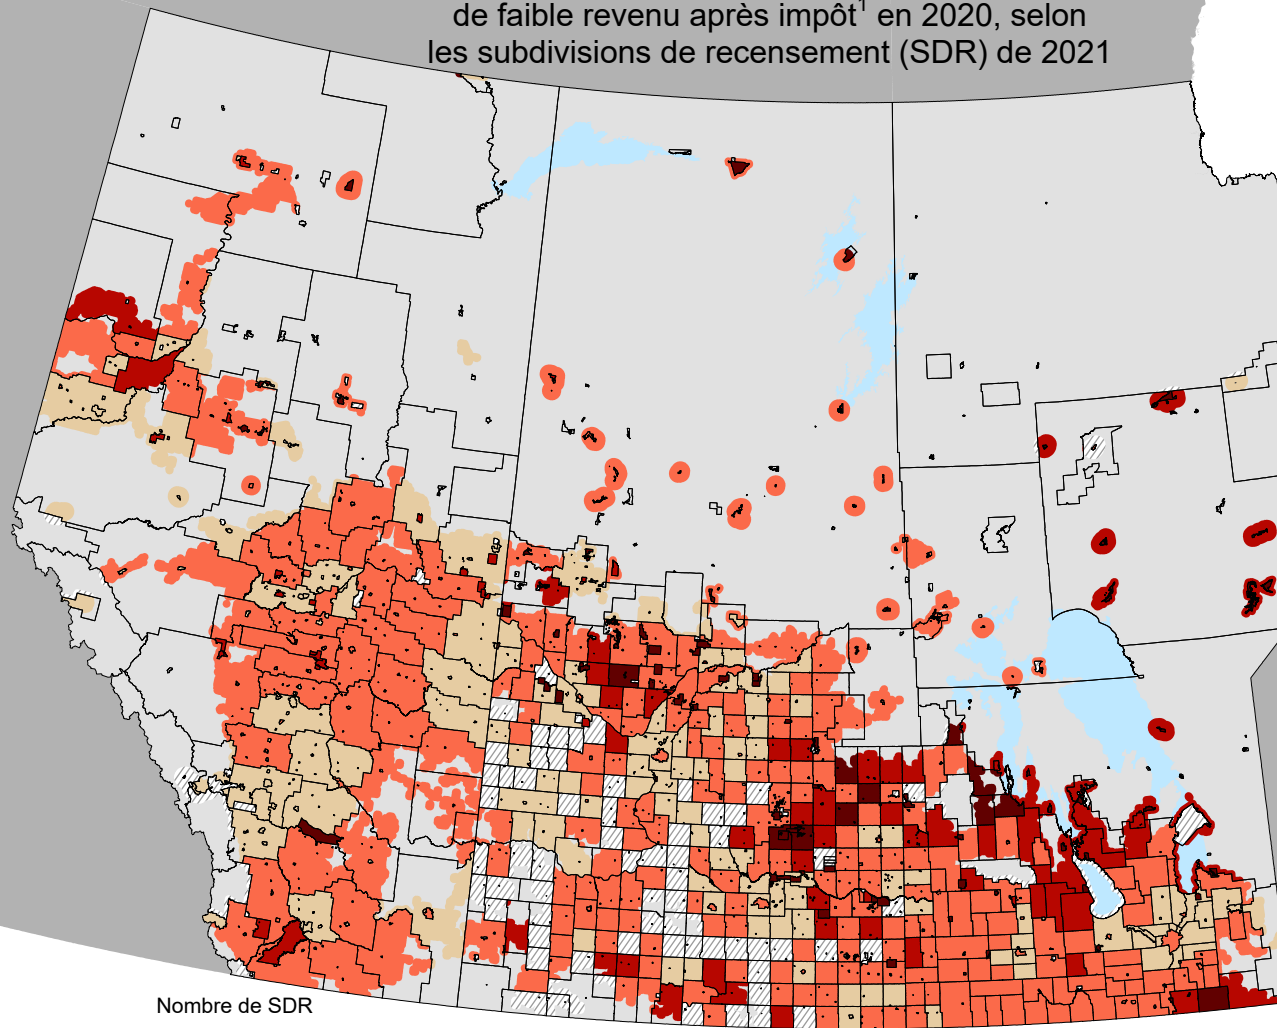 de faible revenu après impôt¹ en 2020, selon
les subdivisions de recensement (SDR) de 2021
Nombre de SDR